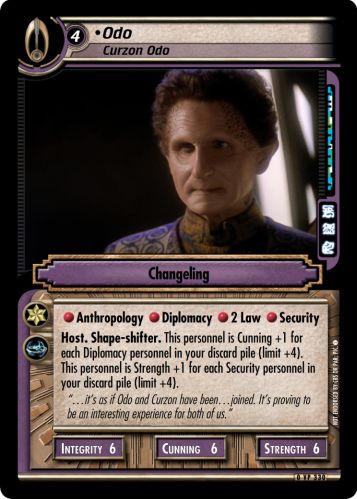 4
•Odo
Curzon Odo
Changeling
Anthropology Diplomacy 2 Law Security
Host. Shape-shifter. This personnel is Cunning +1 for
each Diplomacy personnel in your discard pile (limit +4).
This personnel is Strength +1 for each Security personnel in
your discard pile (limit +4).
“...it’s as if Odo and Curzon have been...joined. It’s proving to
be an interesting experience for both of us.”
INTEGRITY 6 CUNNING 6 STRENGTH 6
0 VP 330